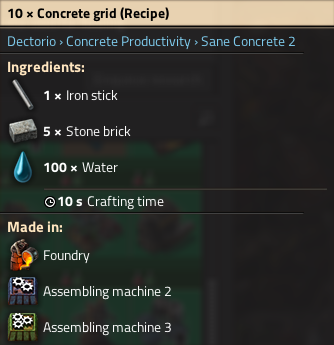 10 × Concrete grid (Recipe)
Dectorio › Concrete Productivity › Sane Concrete 2
Ingredients:
1 × Iron stick
5 × Stone brick
100 × Water
10 s Crafting time
Made in:
Foundry
Assembling machine 2
Assembling machine 3